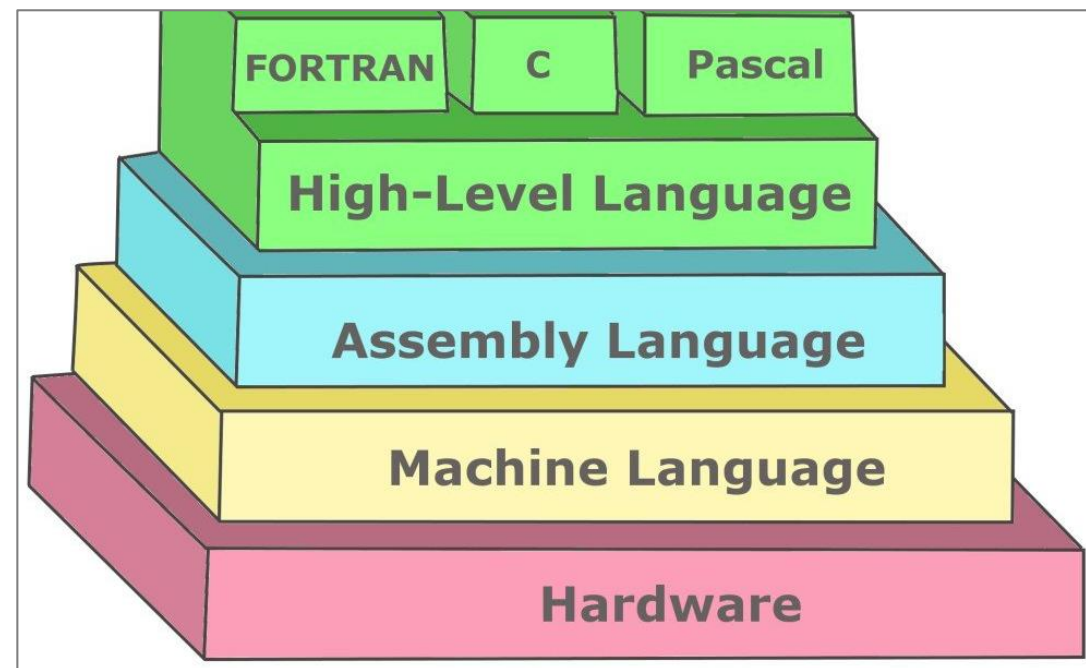 FORTRAN C Pascal
High-Level Language
Assembly Language
Machine Language
Hardware